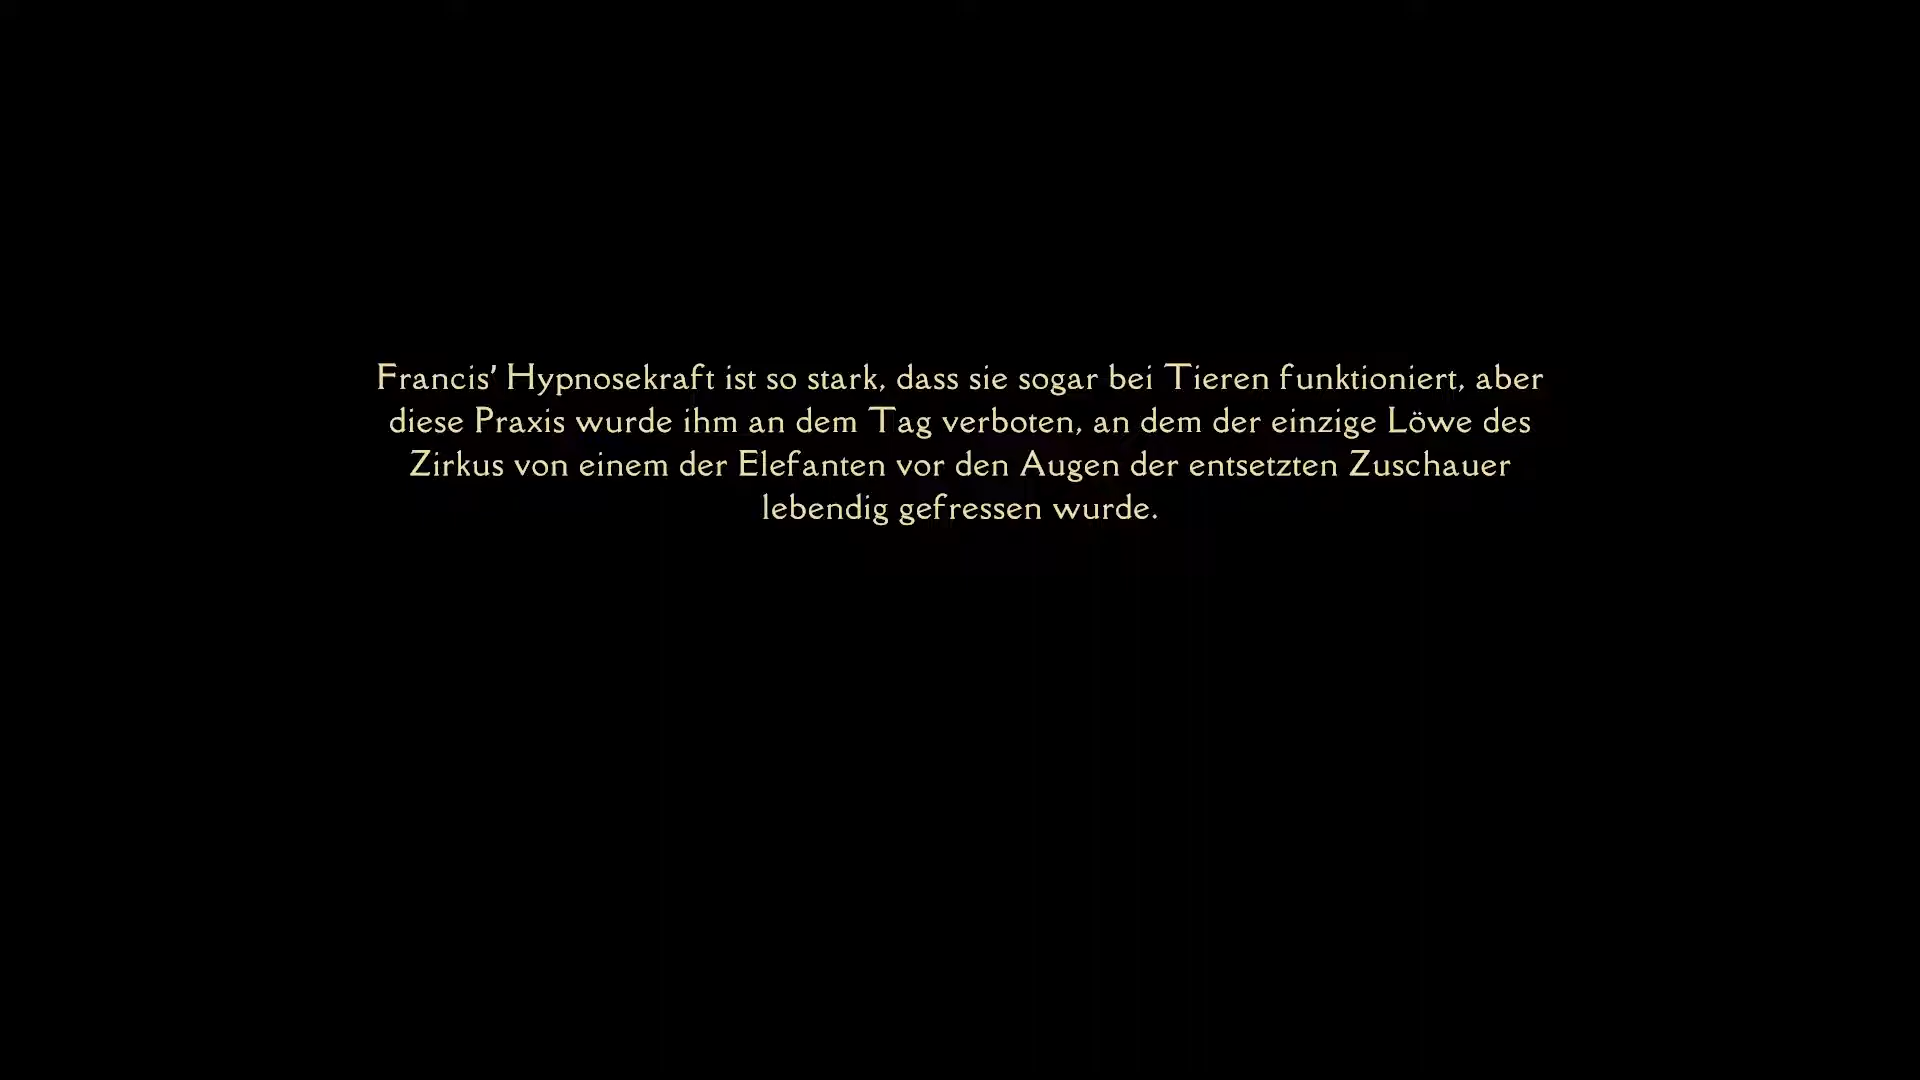 Francis' Hypnosekraft ist so stark, dass sie sogar bei Tieren funktioniert, aber
diese Praxis wurde ihm an dem Tag verboten, an dem der einzige Löwe des
Zirkus von einem der Elefanten vor den Augen der entsetzten Zuschauer
lebendig gefressen wurde.